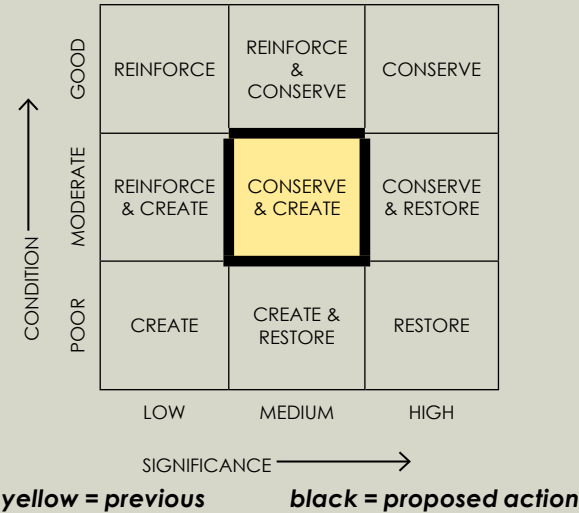 GOOD
REINFORCE
REINFORCE
&
CONSERVE
CONSERVE
CONDITION
MODERATE
REINFORCE
& CREATE
CONSERVE
& CREATE
CONSERVE
& RESTORE
POOR
CREATE
CREATE &
RESTORE
RESTORE
LOW
MEDIUM
HIGH
SIGNIFICANCE
yellow = previous
black = proposed action